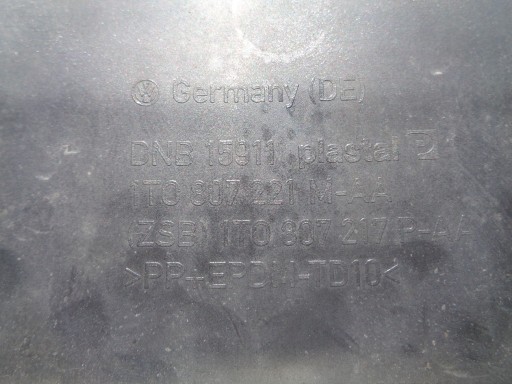 Germany (DE)
DNB 15911 plastal P
1T0 807 221 M-AA
(ZSB) 1T0 807 217 P-AA
>PP+EPDM-TD10<